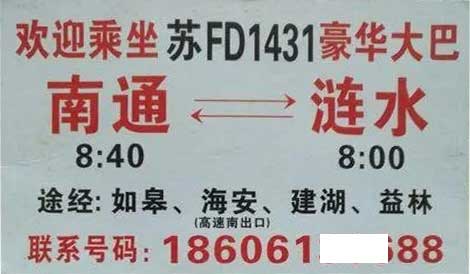 欢迎乘坐苏FD1431豪华大巴
南通 ⇌ 涟水
8:40 8:00
途经:如皋、海安、建湖、益林
(高速南出口)
联系号码:186061 688